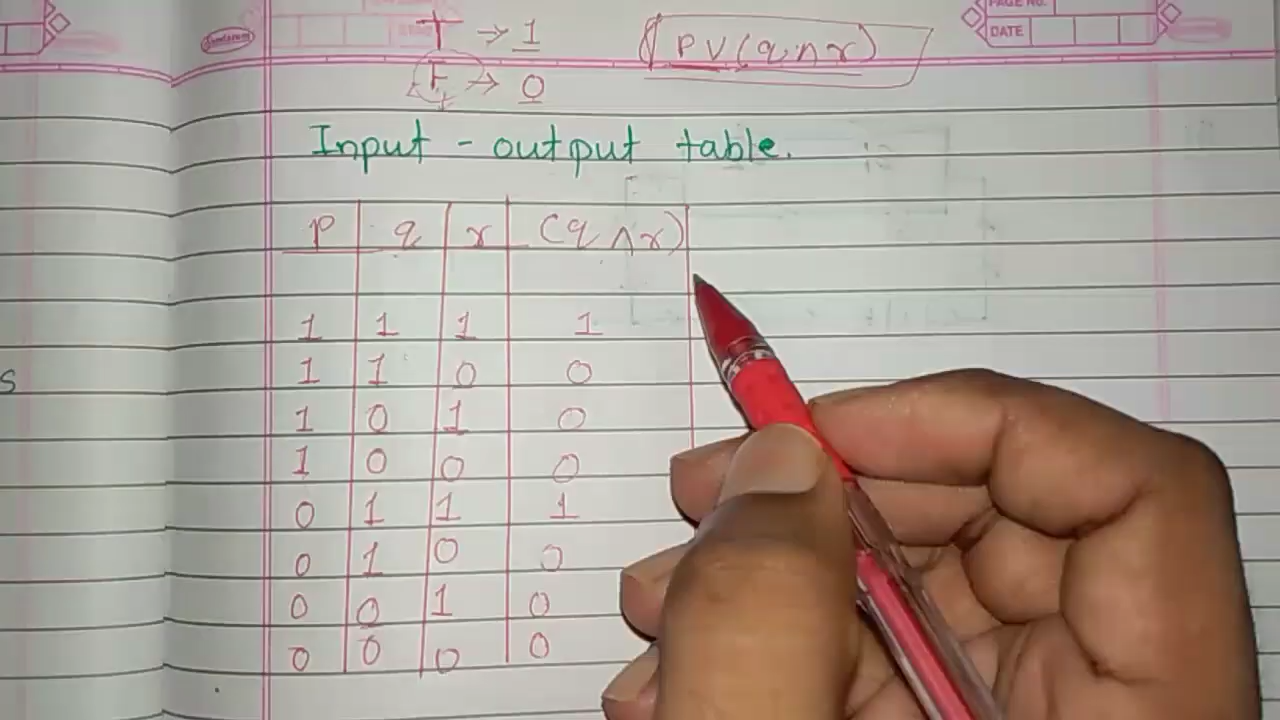 PAGE NO.
DATE
Sundaram
T → 1
P ∨ (q ∧ r)
F → 0
Input - output table.
P q r (q ∧ r)
1 1 1 1
1 1 0 0
1 0 1 0
1 0 0 0
s
0 1 1 1
0 1 0 0
0 0 1 0
0 0 0 0